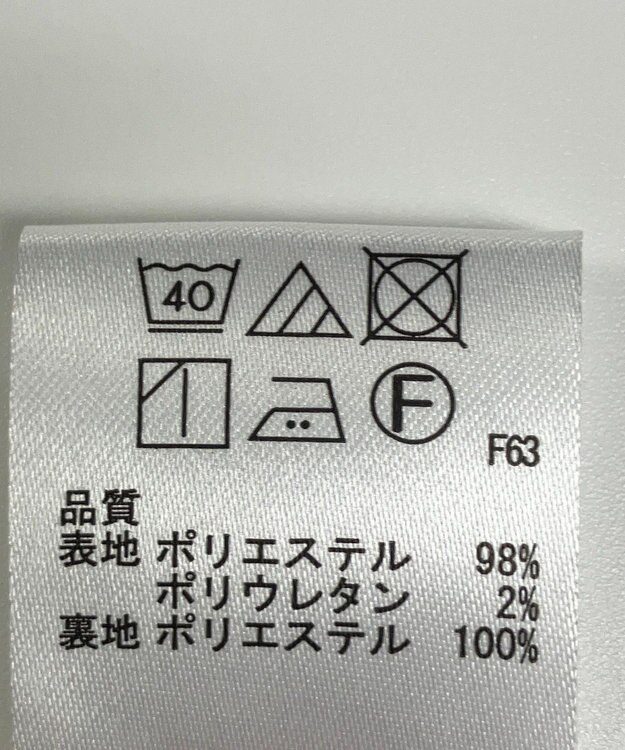 40
F
F63
品質
表地 ポリエステル 98%
ポリウレタン 2%
裏地 ポリエステル 100%